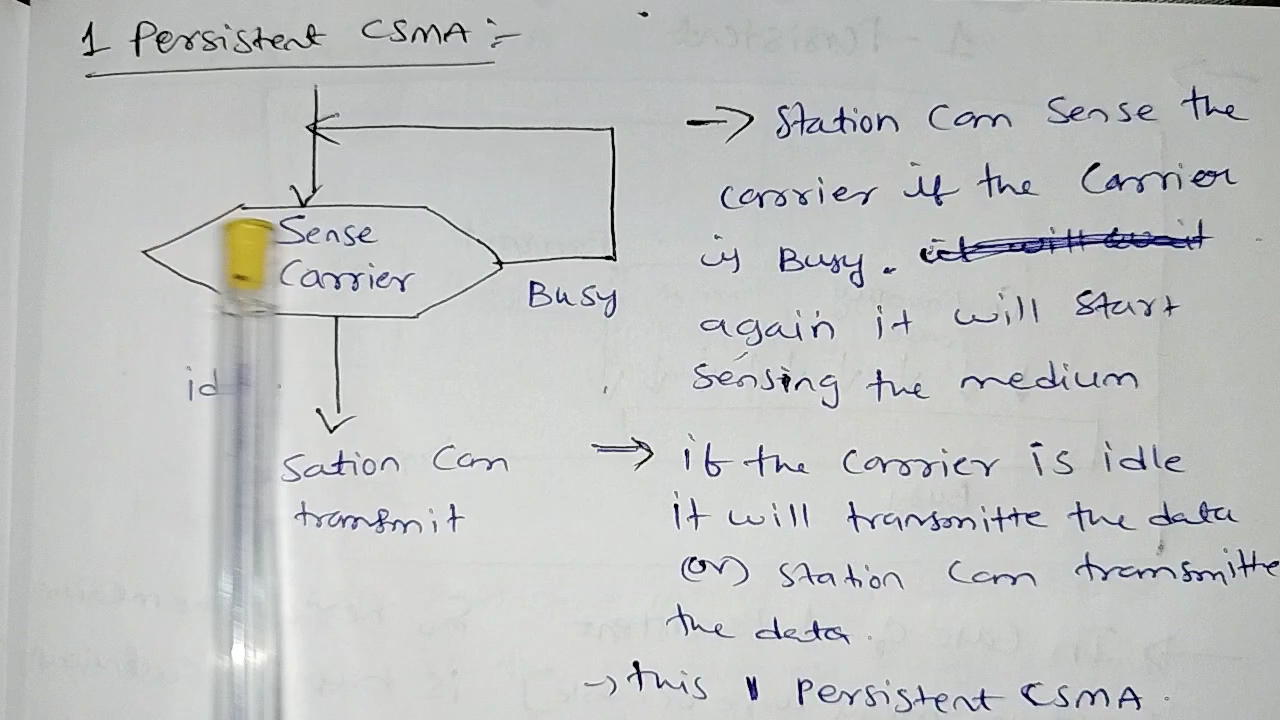 1 Persistent CSMA :-
Sense
Carrier
Busy
id
Sation Can
transmit
→ Station Can Sense the
carrier if the Carrier
is Busy.
again it will start
sensing the medium
⇒ if the Carrier is idle
it will transmitte the data
(or) Station Can transmitte
the data.
→ this 1 Persistent CSMA.